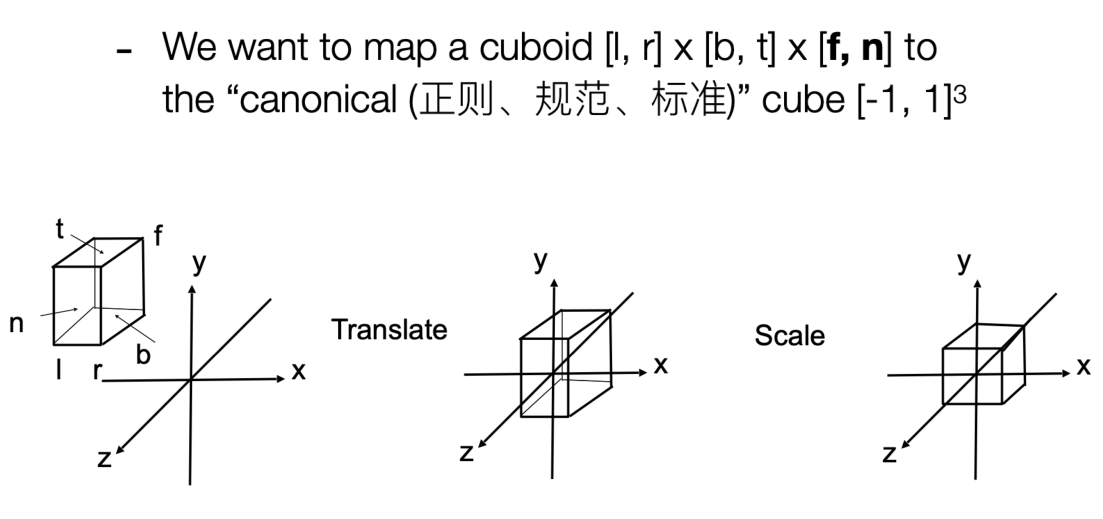 - We want to map a cuboid [l, r] x [b, t] x [f, n] to
the “canonical (正则、规范、标准)” cube [-1, 1]³
t
f
y
n
l
r
b
x
z
Translate
y
x
z
Scale
y
x
z